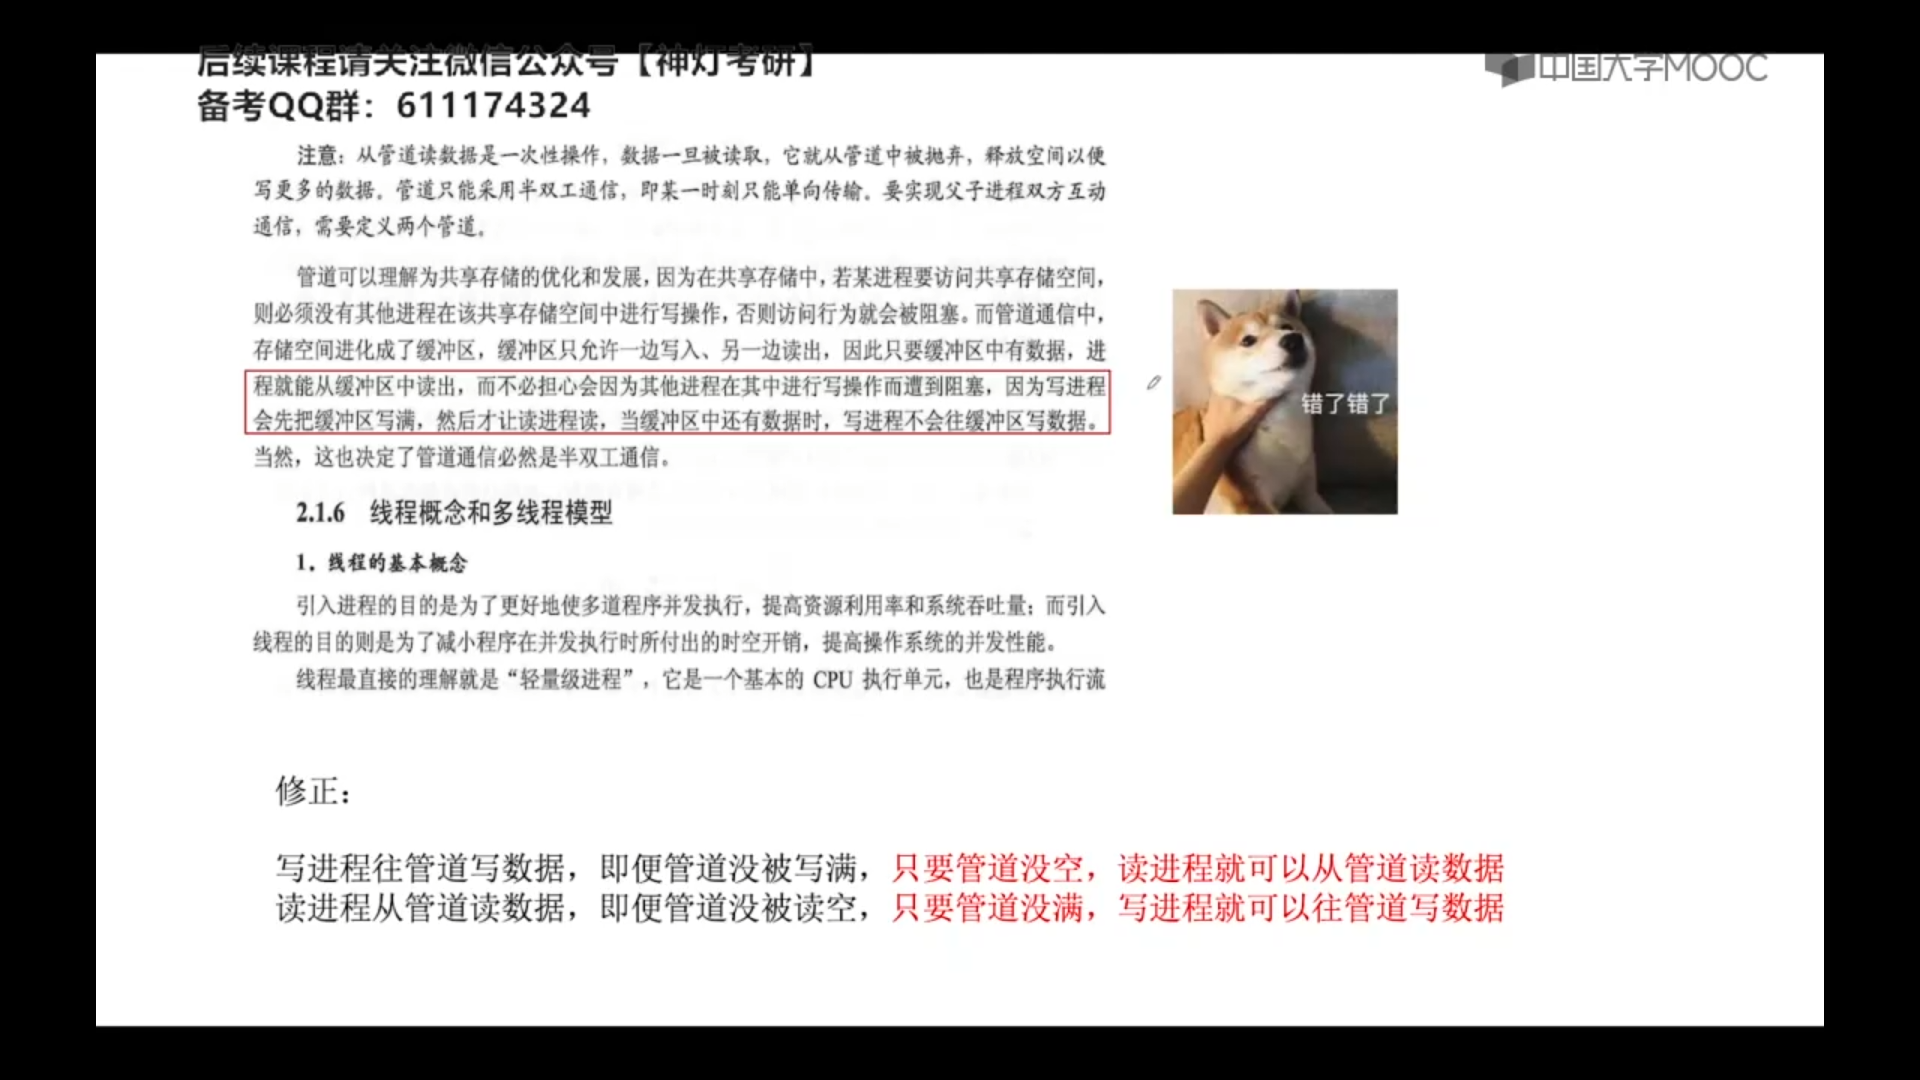 后续课程请关注微信公众号【神灯考研】
中国大学MOOC
备考QQ群：611174324
注意：从管道读数据是一次性操作，数据一旦被读取，它就从管道中被抛弃，释放空间以便
写更多的数据。管道只能采用半双工通信，即某一时刻只能单向传输。要实现父子进程双方互动
通信，需要定义两个管道。
管道可以理解为共享存储的优化和发展，因为在共享存储中，若某进程要访问共享存储空间，
则必须没有其他进程在该共享存储空间中进行写操作，否则访问行为就会被阻塞。而管道通信中，
存储空间进化成了缓冲区，缓冲区只允许一边写入、另一边读出，因此只要缓冲区中有数据，进
程就能从缓冲区中读出，而不必担心会因为其他进程在其中进行写操作而遭到阻塞，因为写进程
会先把缓冲区写满，然后才让读进程读，当缓冲区中还有数据时，写进程不会往缓冲区写数据。
当然，这也决定了管道通信必然是半双工通信。
错了错了
2.1.6 线程概念和多线程模型
1．线程的基本概念
引入进程的目的是为了更好地使多道程序并发执行，提高资源利用率和系统吞吐量；而引入
线程的目的则是为了减小程序在并发执行时所付出的时空开销，提高操作系统的并发性能。
线程最直接的理解就是“轻量级进程”，它是一个基本的 CPU 执行单元，也是程序执行流
修正：
写进程往管道写数据，即便管道没被写满，只要管道没空，读进程就可以从管道读数据
读进程从管道读数据，即便管道没被读空，只要管道没满，写进程就可以往管道写数据